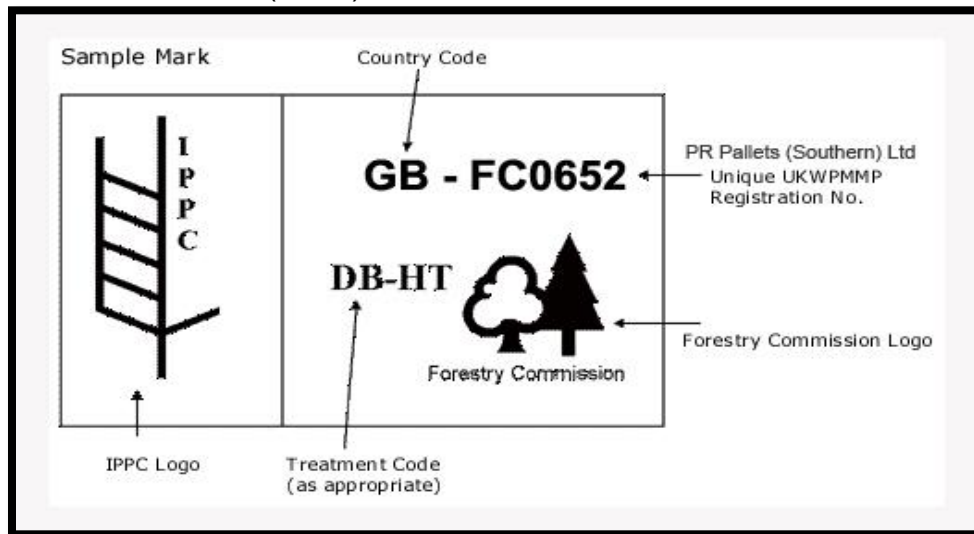 Sample Mark
Country Code
I
P
P
C
GB - FC0652
PR Pallets (Southern) Ltd
Unique UKWPMMP
Registration No.
DB-HT
Forestry Commission
Forestry Commission Logo
IPPC Logo
Treatment Code
(as appropriate)